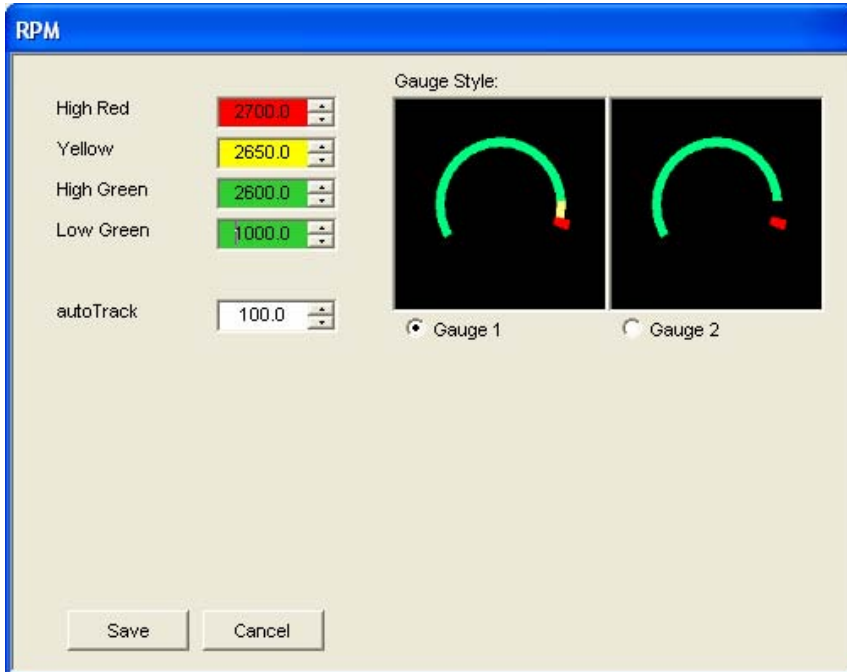 RPM
High Red 2700.0
Yellow 2650.0
High Green 2600.0
Low Green 1000.0
autoTrack 100.0
Gauge Style:
Gauge 1 Gauge 2
Save Cancel